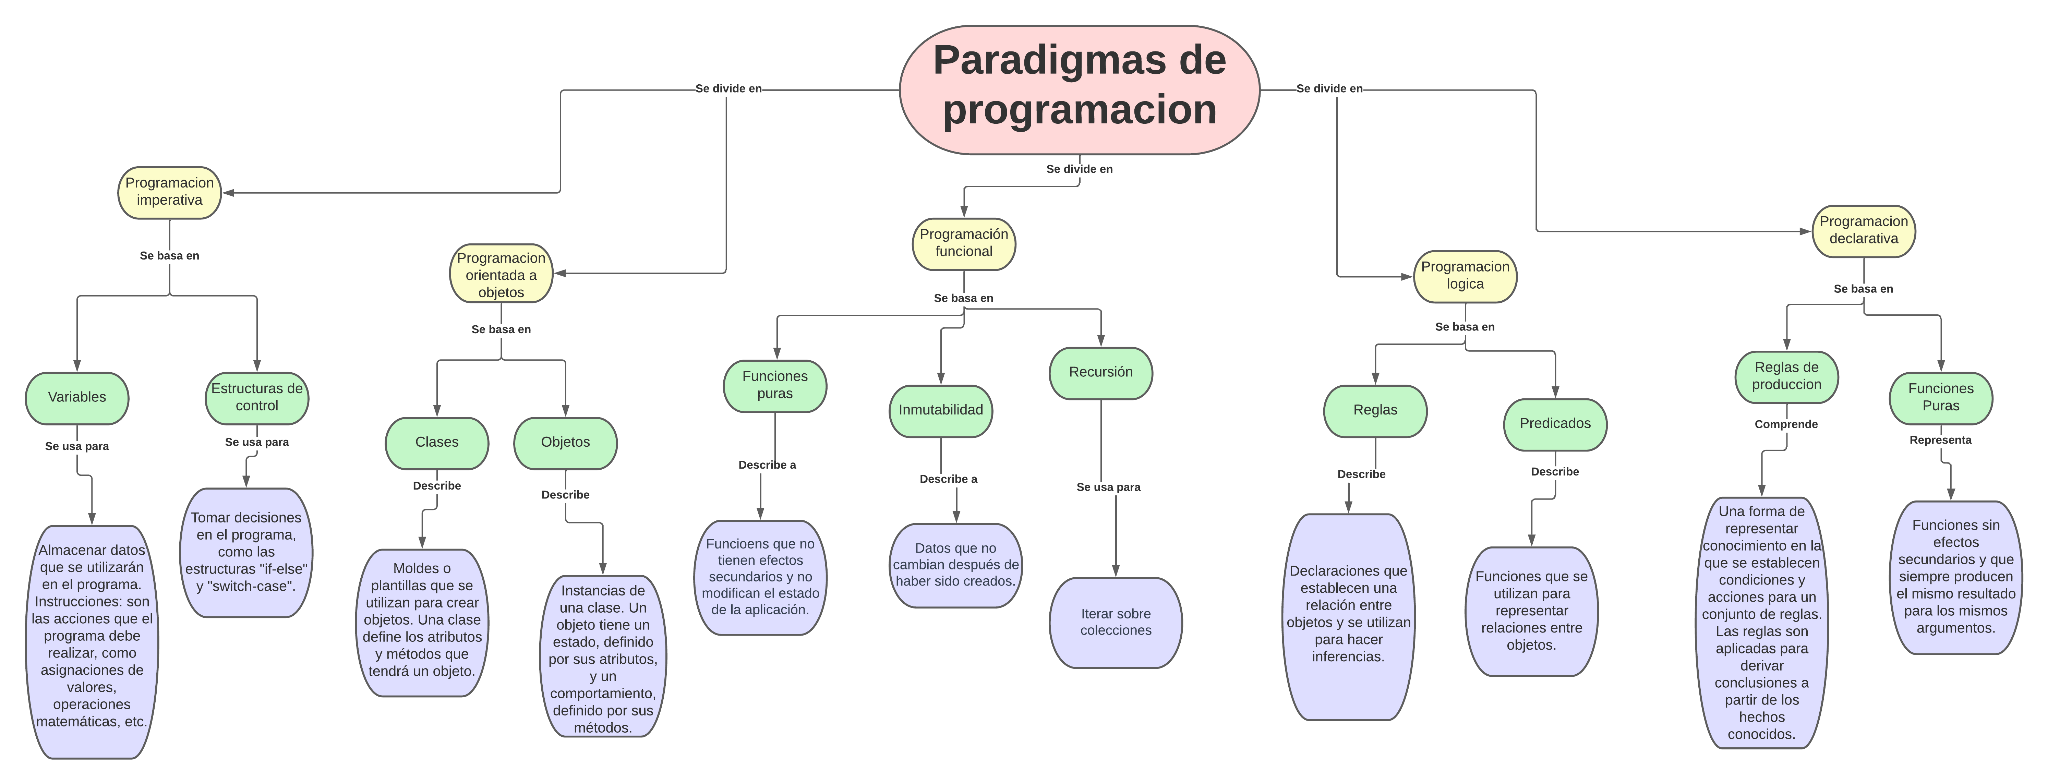 Paradigmas de
programacion
Se divide en
Se divide en
Se divide en
Programacion
imperativa
Se basa en
Variables
Se usa para
Almacenar datos
que se utilizarán
en el programa.
Instrucciones: son
las acciones que el
programa debe
realizar, como
asignaciones de
valores,
operaciones
matemáticas, etc.
Estructuras de
control
Se usa para
Tomar decisiones
en el programa,
como las
estructuras "if-else"
y "switch-case".
Programacion
orientada a
objetos
Se basa en
Clases
Describe
Moldes o
plantillas que se
utilizan para crear
objetos. Una clase
define los atributos
y métodos que
tendrá un objeto.
Objetos
Describe
Instancias de
una clase. Un
objeto tiene un
estado, definido
por sus atributos,
y un
comportamiento,
definido por sus
métodos.
Programación
funcional
Se basa en
Funciones
puras
Describe a
Funcioens que no
tienen efectos
secundarios y no
modifican el estado
de la aplicación.
Inmutabilidad
Describe a
Datos que no
cambian después de
haber sido creados.
Recursión
Se usa para
Iterar sobre
colecciones
Programacion
logica
Se basa en
Reglas
Describe
Declaraciones que
establecen una
relación entre
objetos y se utilizan
para hacer
inferencias.
Predicados
Describe
Funciones que se
utilizan para
representar
relaciones entre
objetos.
Programacion
declarativa
Se basa en
Reglas de
produccion
Comprende
Una forma de
representar
conocimiento en la
que se establecen
condiciones y
acciones para un
conjunto de reglas.
Las reglas son
aplicadas para
derivar
conclusiones a
partir de los
hechos
conocidos.
Funciones
Puras
Representa
Funciones sin
efectos
secundarios y que
siempre producen
el mismo resultado
para los mismos
argumentos.